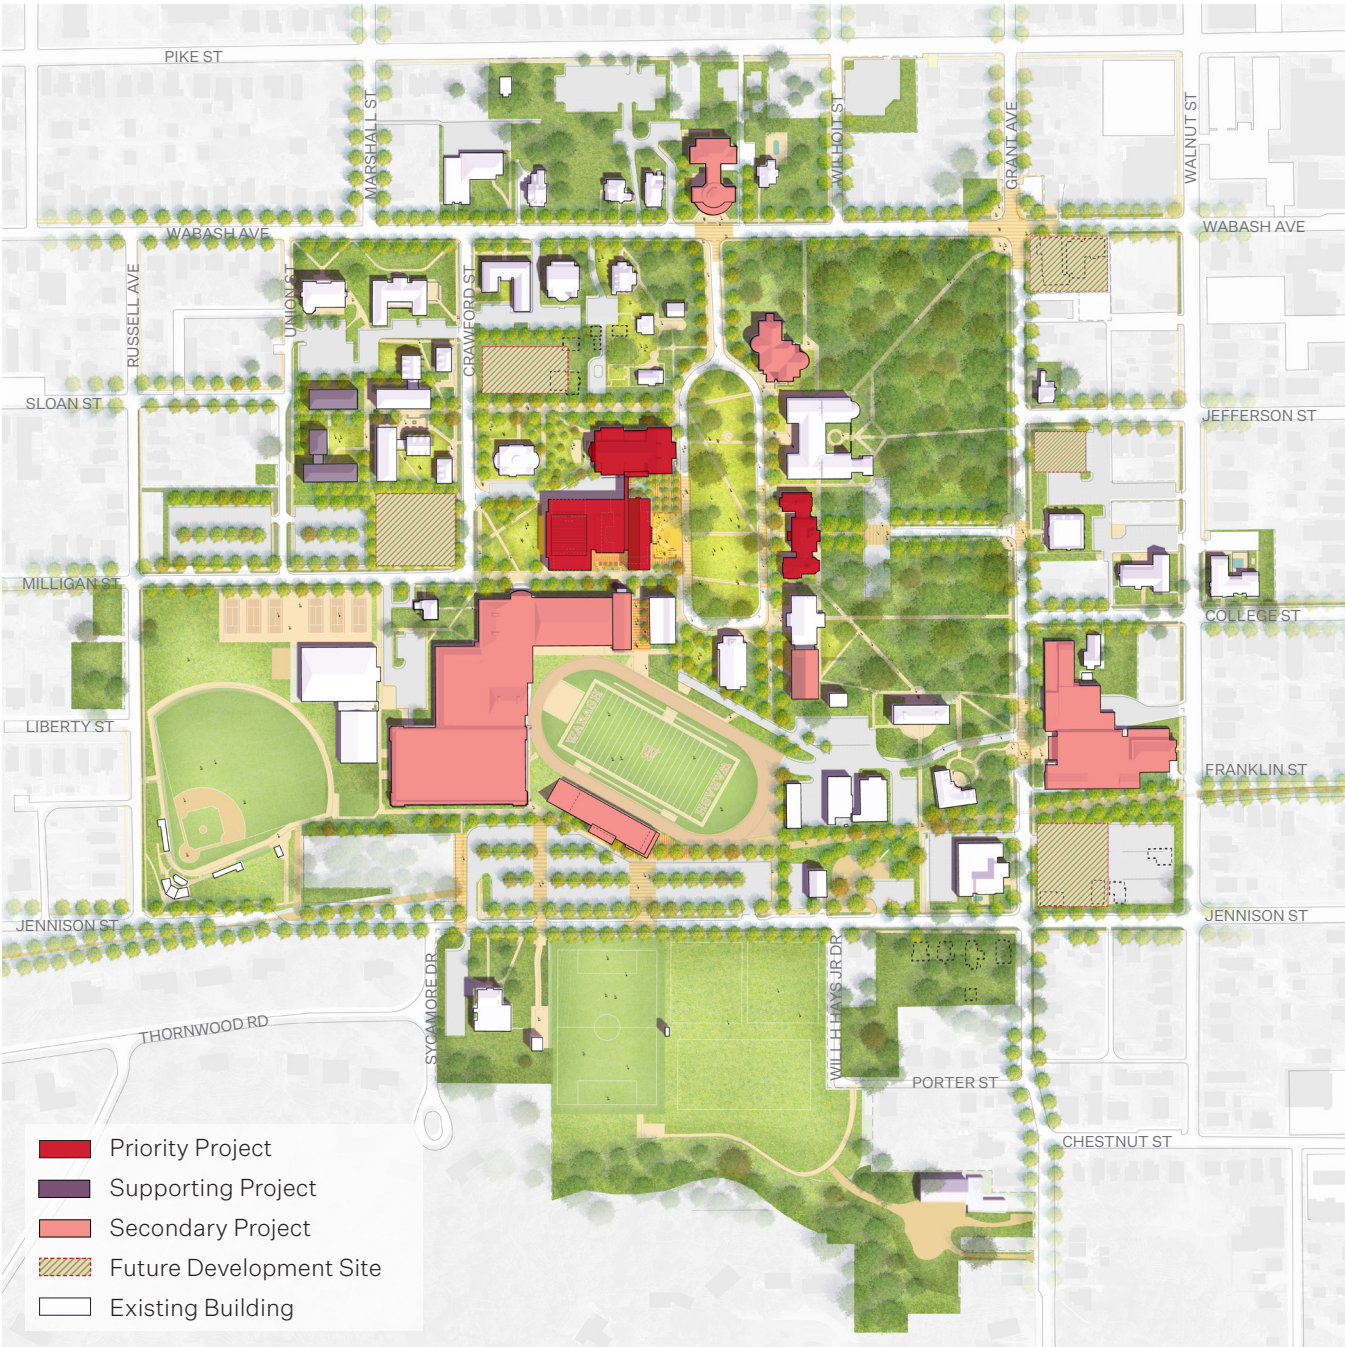 PIKE ST
MARSHALL ST
WILHOIT ST
GRANT AVE
WALNUT ST
WABASH AVE
WABASH AVE
RUSSELL AVE
UNION ST
CRAWFORD ST
SLOAN ST
JEFFERSON ST
MILLIGAN ST
COLLEGE ST
LIBERTY ST
WABASH
W
WABASH
FRANKLIN ST
JENNISON ST
JENNISON ST
SYCAMORE DR
WILL H HAYS JR DR
THORNWOOD RD
PORTER ST
CHESTNUT ST
Priority Project
Supporting Project
Secondary Project
Future Development Site
Existing Building